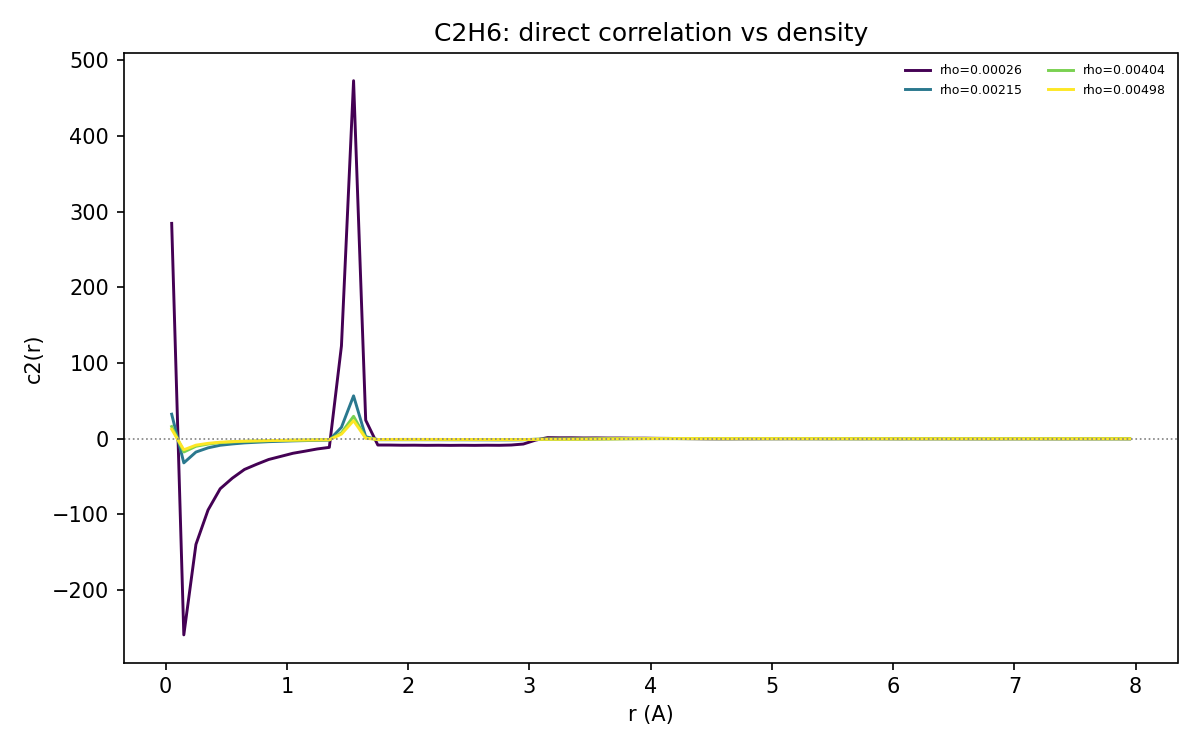 C2H6: direct correlation vs density
rho=0.00026 rho=0.00404
rho=0.00215 rho=0.00498
500
400
300
200
100
0
−100
−200
c2(r)
0 1 2 3 4 5 6 7 8
r (A)